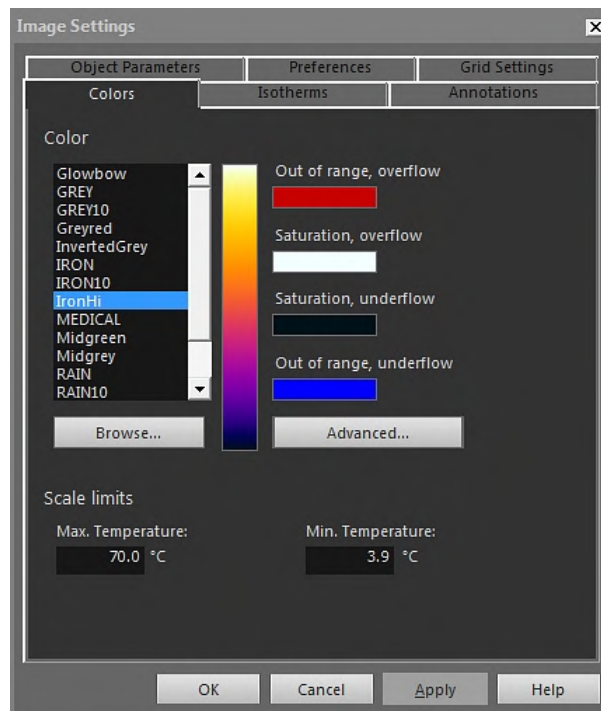 Image Settings
Object Parameters Preferences Grid Settings
Colors Isotherms Annotations
Color
Glowbow
GREY
GREY10
Greyred
InvertedGrey
IRON
IRON10
IronHi
MEDICAL
Midgreen
Midgrey
RAIN
RAIN10
Out of range, overflow
Saturation, overflow
Saturation, underflow
Out of range, underflow
Browse... Advanced...
Scale limits
Max. Temperature: Min. Temperature:
70.0 °C 3.9 °C
OK Cancel Apply Help